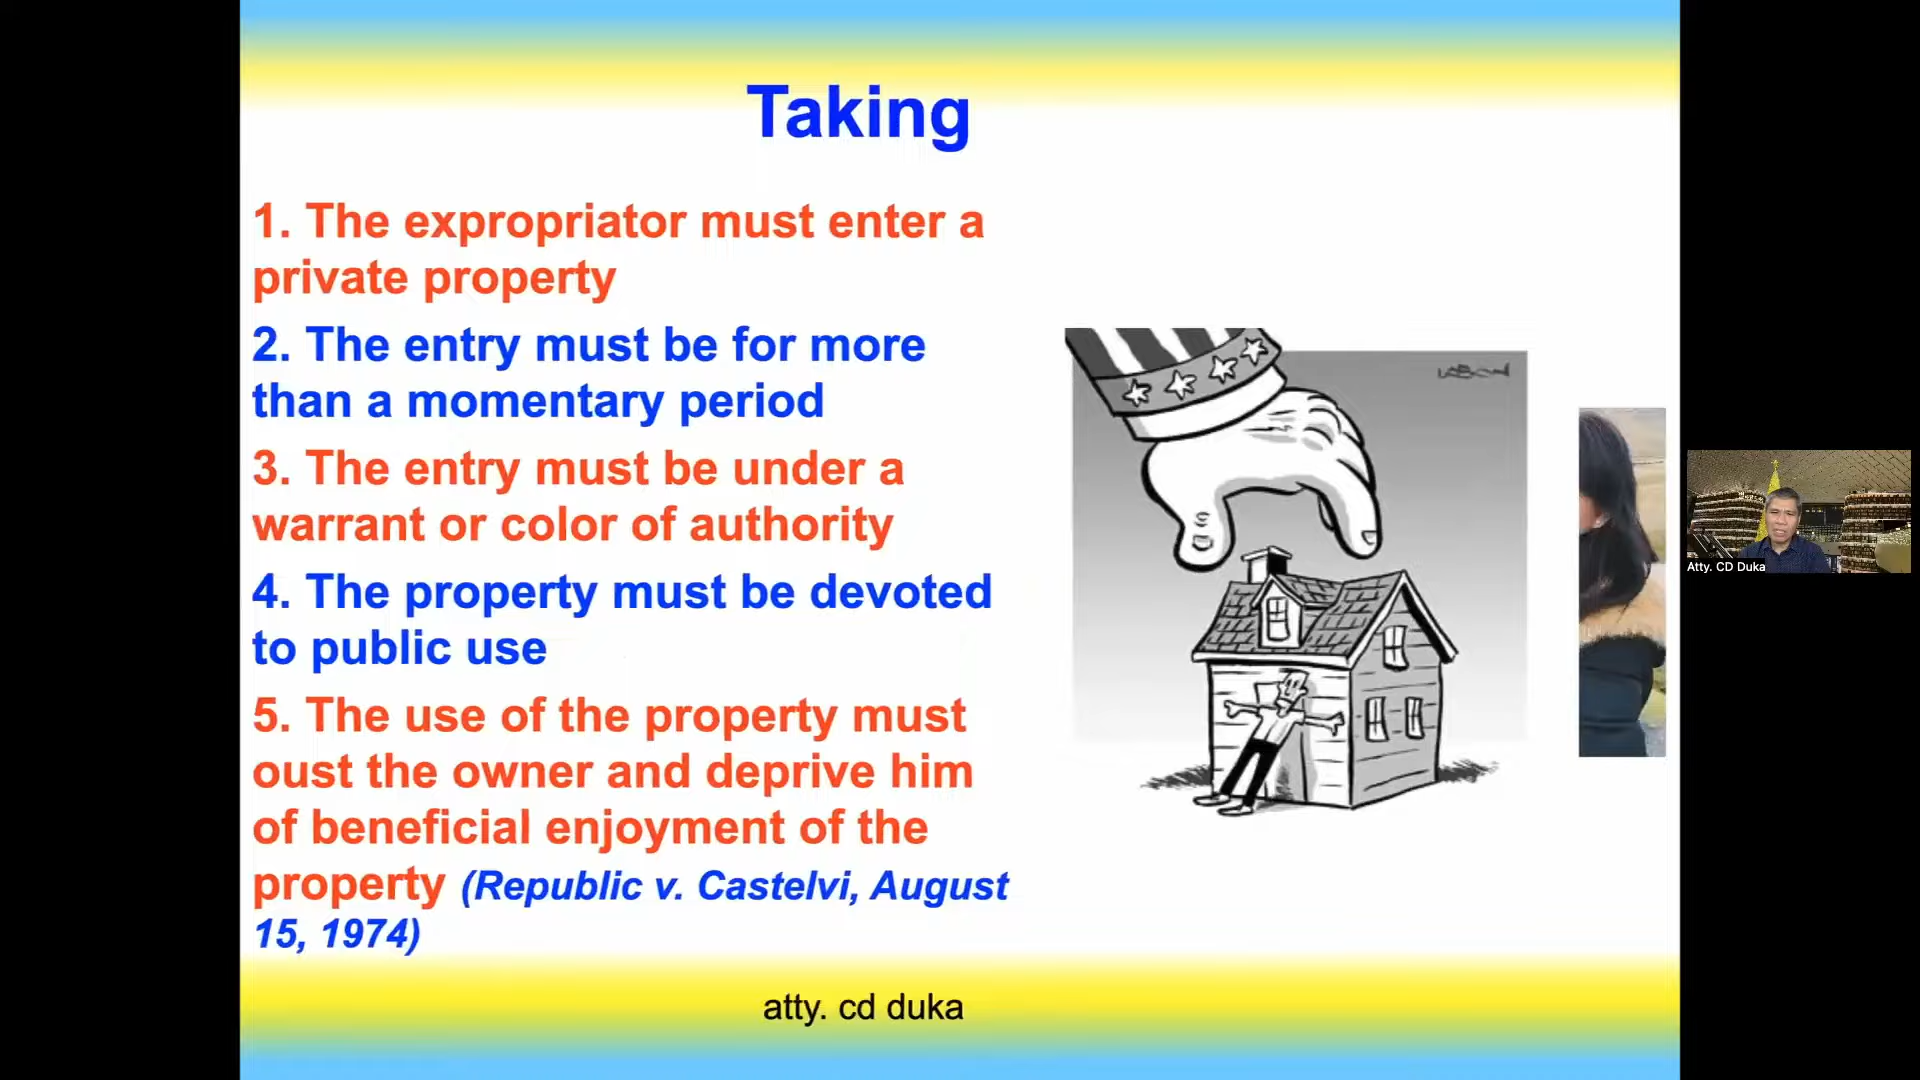 Taking
1. The expropriator must enter a
private property
2. The entry must be for more
than a momentary period
3. The entry must be under a
warrant or color of authority
4. The property must be devoted
to public use
5. The use of the property must
oust the owner and deprive him
of beneficial enjoyment of the
property (Republic v. Castelvi, August
15, 1974)
atty. cd duka
Atty. CD Duka